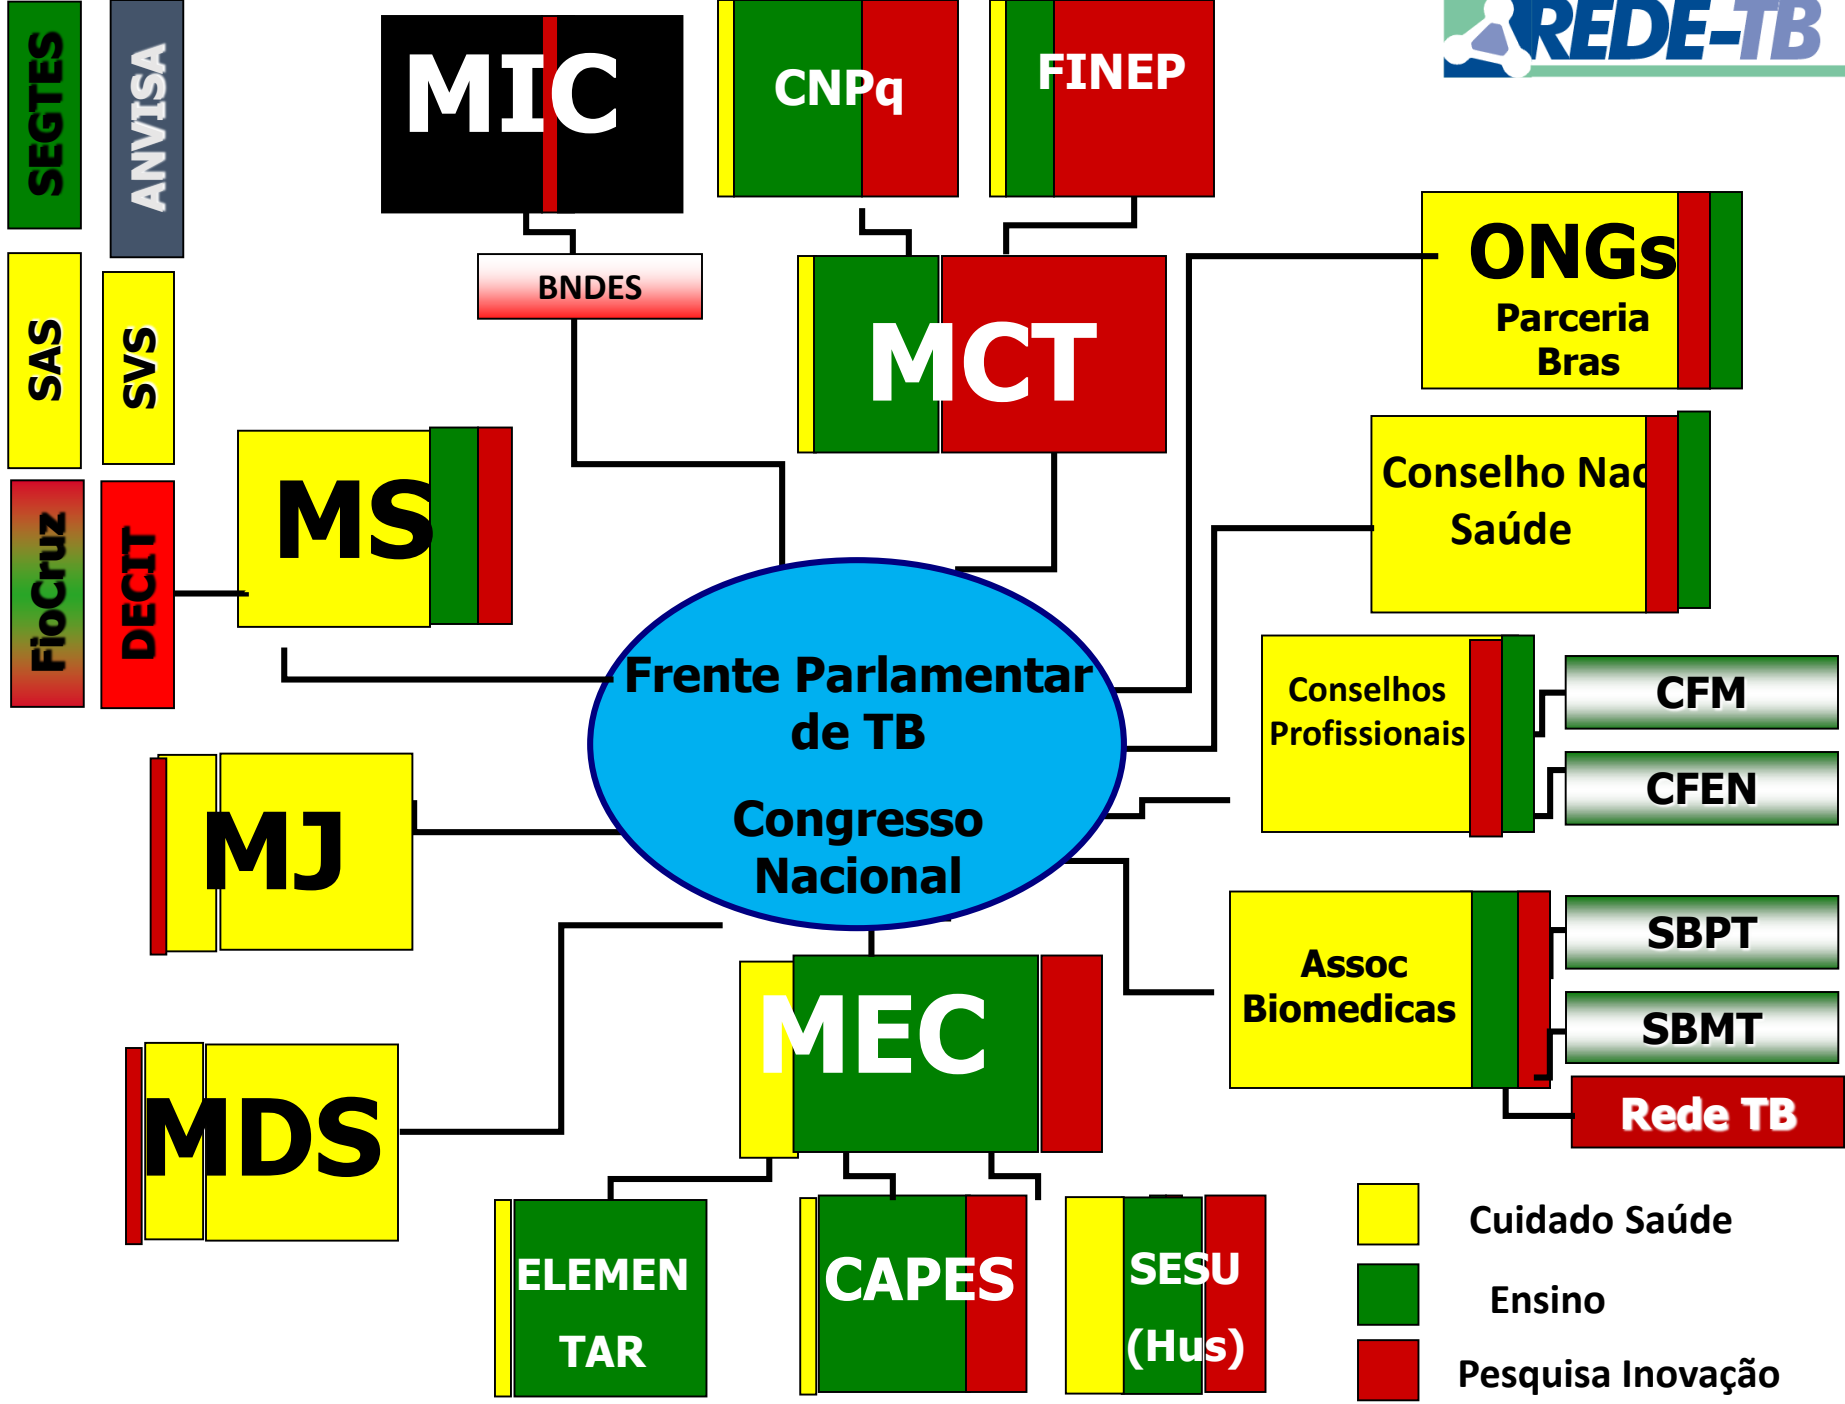 SEGTES
ANVISA
MIC
CNPq
FINEP
REDE-TB
BNDES
MCT
ONGs
Parceria
Bras
SAS
SVS
MS
Conselho Nac
Saúde
FioCruz
DECIT
Frente Parlamentar
de TB
Congresso
Nacional
Conselhos
Profissionais
CFM
CFEN
MJ
Assoc
Biomedicas
SBPT
SBMT
Rede TB
MEC
MDS
ELEMEN
TAR
CAPES
SESU
(Hus)
Cuidado Saúde
Ensino
Pesquisa Inovação